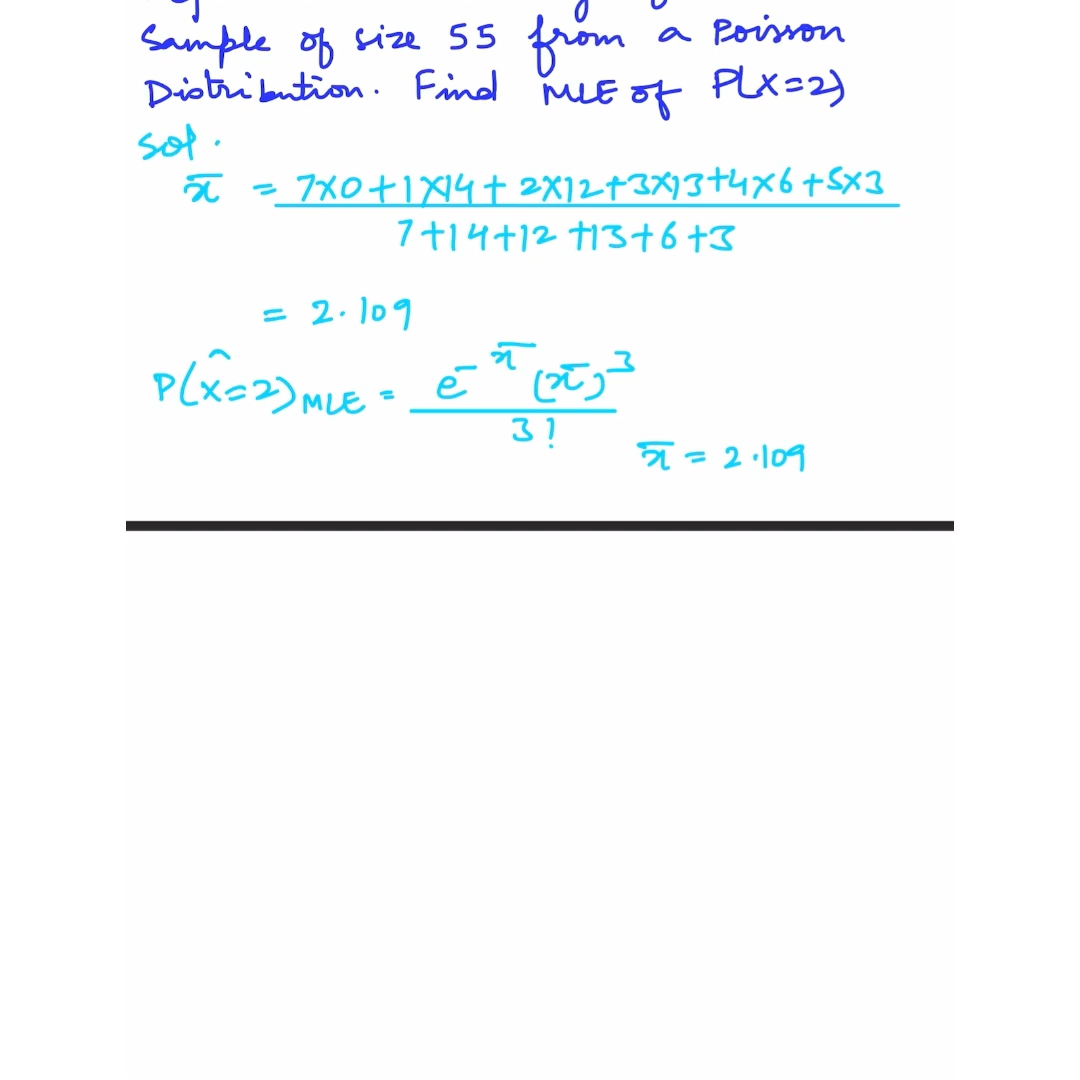 Sample of size 55 from a Poisson
Distribution. Find MLE of P(X=2)
Sol.
x̄ = 7×0+1×14+2×12+3×13+4×6+5×3 / 7+14+12+13+6+3
= 2.109
P(x̂=2)MLE = e^-x̄ (x̄)^3 / 3!
x̄ = 2.109